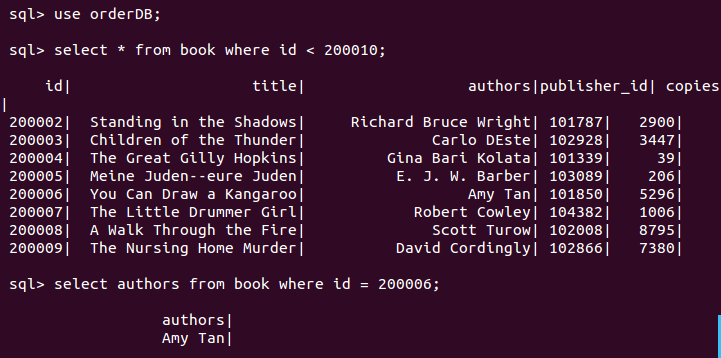 sql> use orderDB;
sql> select * from book where id < 200010;
id| title| authors|publisher_id| copies
|
200002| Standing in the Shadows| Richard Bruce Wright| 101787| 2900|
200003| Children of the Thunder| Carlo DEste| 102928| 3447|
200004| The Great Gilly Hopkins| Gina Bari Kolata| 101339| 39|
200005| Meine Juden--eure Juden| E. J. W. Barber| 103089| 206|
200006| You Can Draw a Kangaroo| Amy Tan| 101850| 5296|
200007| The Little Drummer Girl| Robert Cowley| 104382| 1006|
200008| A Walk Through the Fire| Scott Turow| 102008| 8795|
200009| The Nursing Home Murder| David Cordingly| 102866| 7380|
sql> select authors from book where id = 200006;
authors|
Amy Tan|